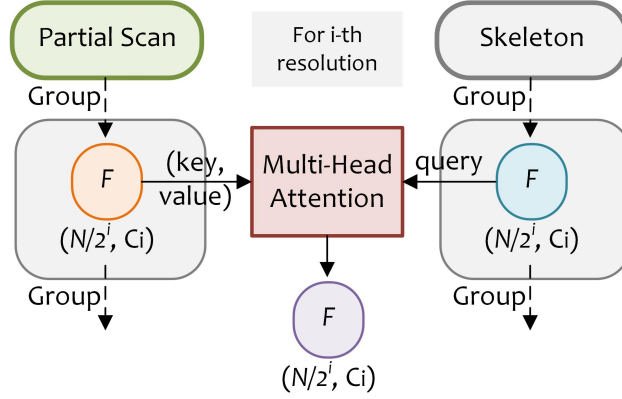 Partial Scan
For i-th
resolution
Skeleton
Group
Group
F
(key,
value)
Multi-Head
Attention
query
F
(N/2^i, Ci)
(N/2^i, Ci)
Group
Group
F
(N/2^i, Ci)